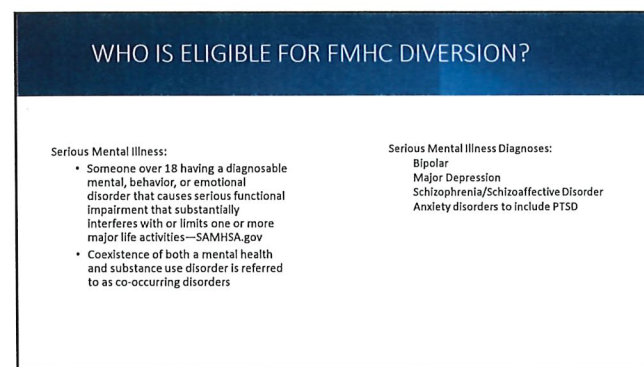 WHO IS ELIGIBLE FOR FMHC DIVERSION?
Serious Mental Illness:
• Someone over 18 having a diagnosable
mental, behavior, or emotional
disorder that causes serious functional
impairment that substantially
interferes with or limits one or more
major life activities—SAMHSA.gov
• Coexistence of both a mental health
and substance use disorder is referred
to as co-occurring disorders
Serious Mental Illness Diagnoses:
Bipolar
Major Depression
Schizophrenia/Schizoaffective Disorder
Anxiety disorders to include PTSD